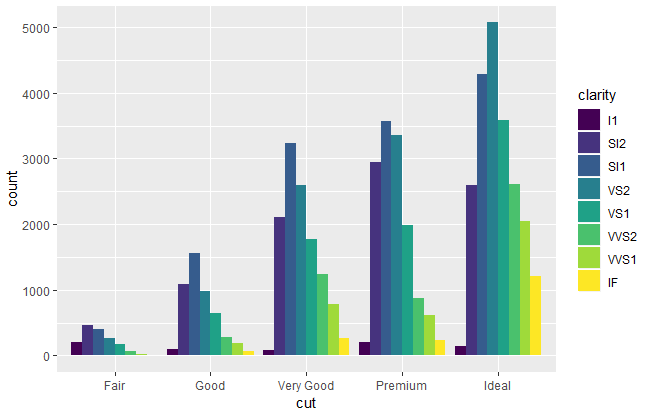 5000
4000
3000
2000
1000
0
count
Fair
Good
Very Good
Premium
Ideal
cut
clarity
I1
SI2
SI1
VS2
VS1
VVS2
VVS1
IF